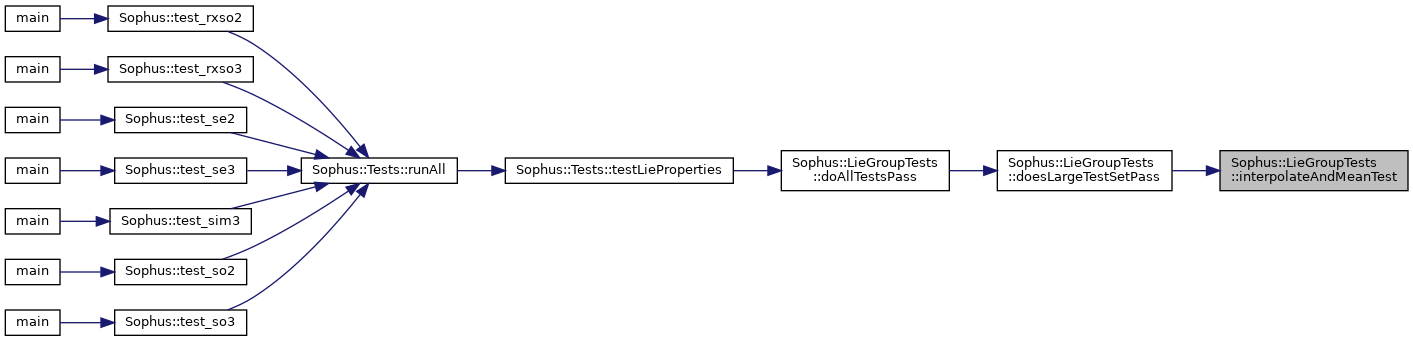 main
Sophus::test_rxso2
main
Sophus::test_rxso3
main
Sophus::test_se2
main
Sophus::test_se3
main
Sophus::test_sim3
main
Sophus::test_so2
main
Sophus::test_so3
Sophus::Tests::runAll
Sophus::Tests::testLieProperties
Sophus::LieGroupTests
::doAllTestsPass
Sophus::LieGroupTests
::doesLargeTestSetPass
Sophus::LieGroupTests
::interpolateAndMeanTest